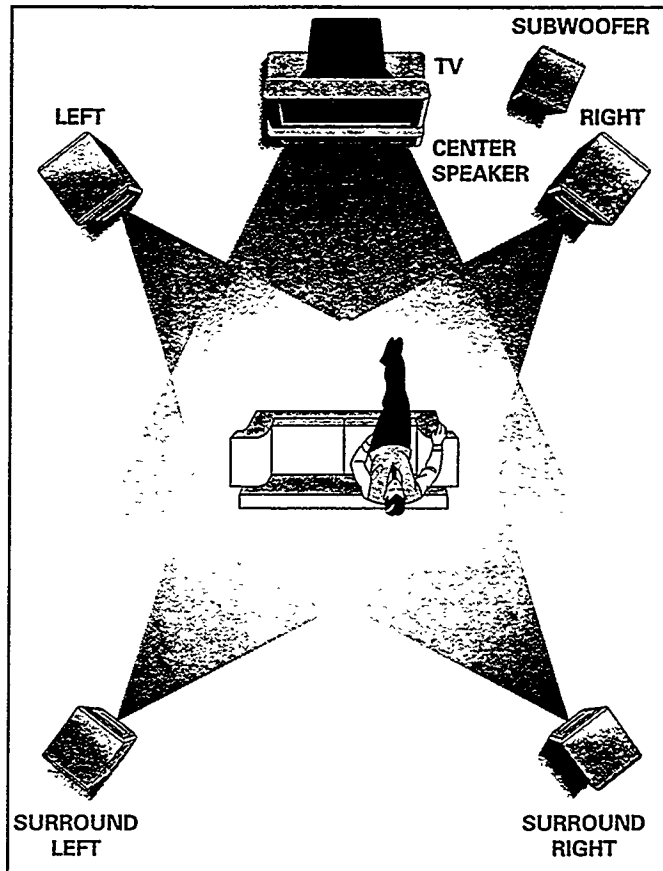 SUBWOOFER
TV
LEFT
RIGHT
CENTER
SPEAKER
SURROUND
LEFT
SURROUND
RIGHT